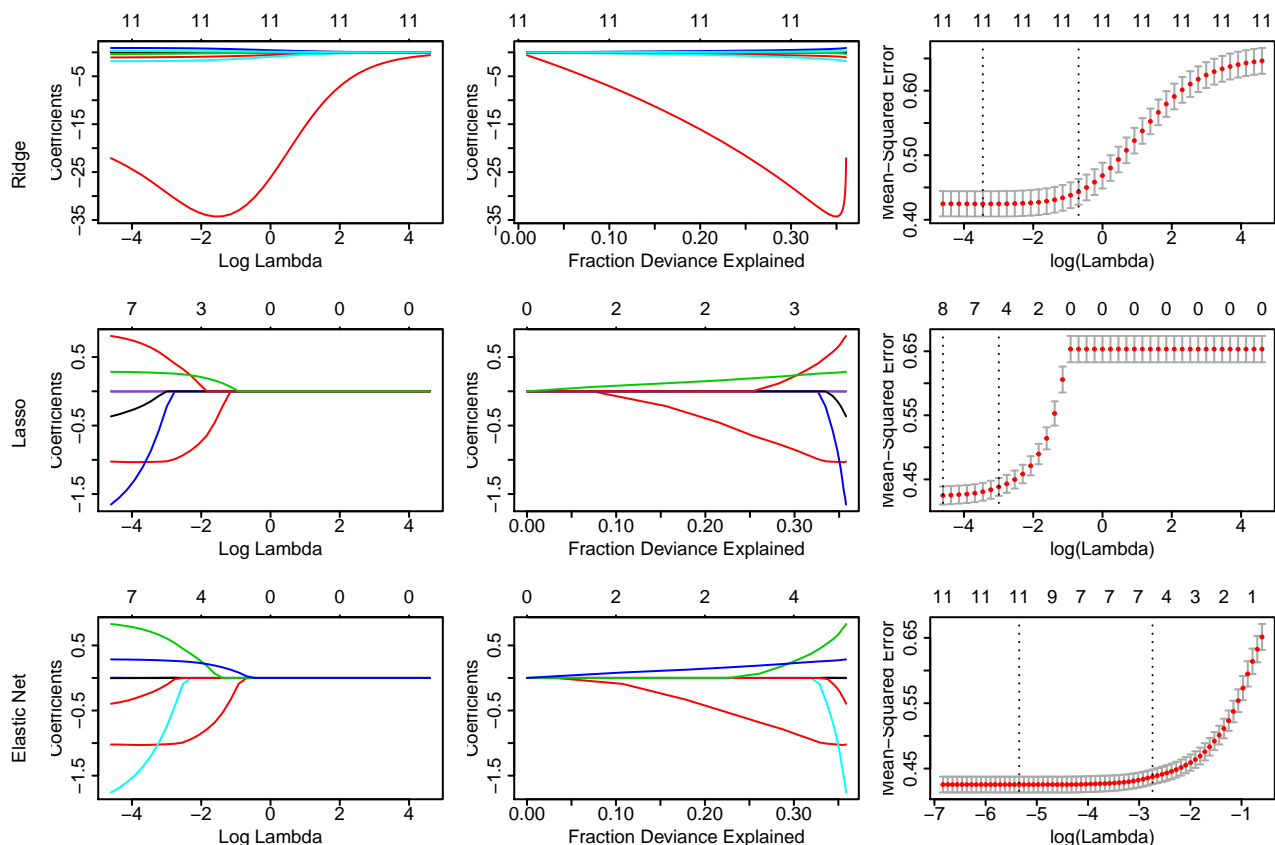 11 11 11 11 11
Ridge
Coefficients
−5
−15
−25
−35
−4 −2 0 2 4
Log Lambda
11 11 11 11
Coefficients
−5
−15
−25
−35
0.00 0.10 0.20 0.30
Fraction Deviance Explained
11 11 11 11 11 11 11 11 11
Mean−Squared Error
0.60
0.50
0.40
−4 −2 0 2 4
log(Lambda)
7 3 0 0 0
Lasso
Coefficients
0.5
−0.5
−1.5
−4 −2 0 2 4
Log Lambda
0 2 2 3
Coefficients
0.5
−0.5
−1.5
0.00 0.10 0.20 0.30
Fraction Deviance Explained
8 7 4 2 0 0 0 0 0 0 0
Mean−Squared Error
0.65
0.55
0.45
−4 −2 0 2 4
log(Lambda)
7 4 0 0 0
Elastic Net
Coefficients
0.5
−0.5
−1.5
−4 −2 0 2 4
Log Lambda
0 2 2 4
Coefficients
0.5
−0.5
−1.5
0.00 0.10 0.20 0.30
Fraction Deviance Explained
11 11 11 9 7 7 7 4 3 2 1
Mean−Squared Error
0.65
0.55
0.45
−7 −6 −5 −4 −3 −2 −1
log(Lambda)